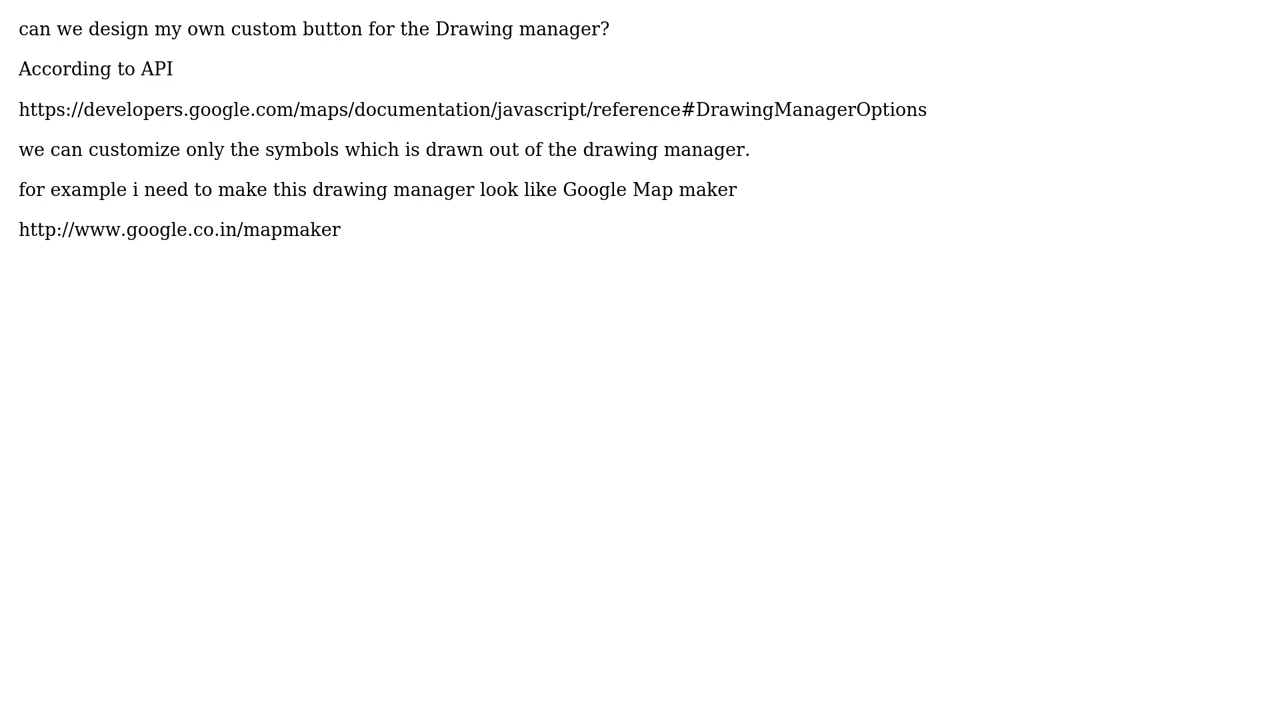 can we design my own custom button for the Drawing manager?
According to API
https://developers.google.com/maps/documentation/javascript/reference#DrawingManagerOptions
we can customize only the symbols which is drawn out of the drawing manager.
for example i need to make this drawing manager look like Google Map maker
http://www.google.co.in/mapmaker